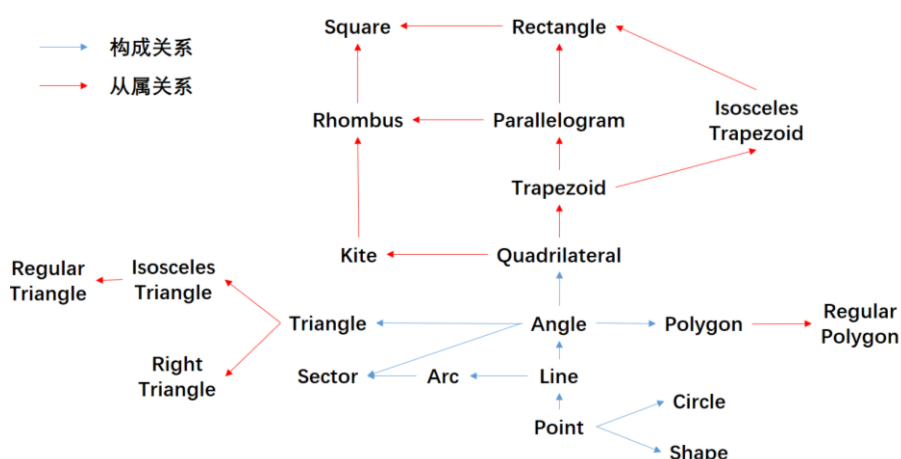 构成关系
从属关系
Square
Rectangle
Isosceles
Trapezoid
Rhombus
Parallelogram
Trapezoid
Kite
Quadrilateral
Regular
Triangle
Isosceles
Triangle
Triangle
Angle
Polygon
Regular
Polygon
Right
Triangle
Sector
Arc
Line
Circle
Point
Shape